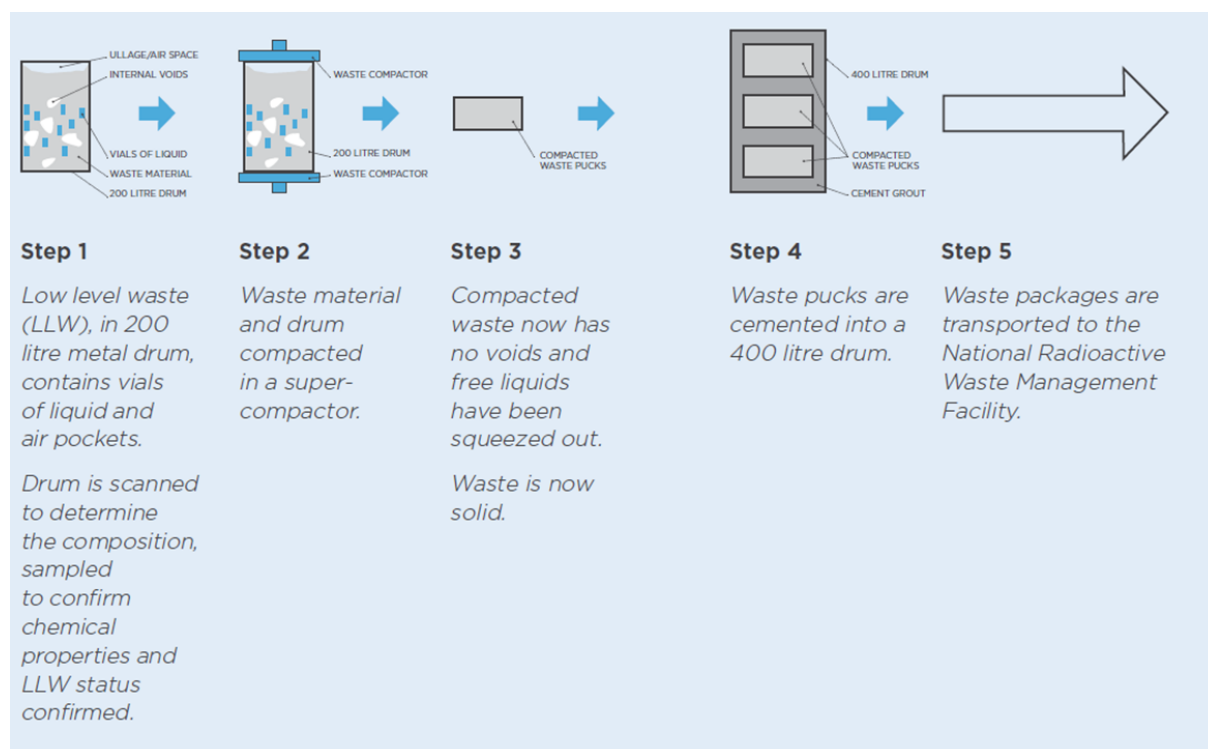 ULLAGE/AIR SPACE
INTERNAL VOIDS
VIALS OF LIQUID
WASTE MATERIAL
200 LITRE DRUM
WASTE COMPACTOR
200 LITRE DRUM
WASTE COMPACTOR
COMPACTED
WASTE PUCKS
400 LITRE DRUM
COMPACTED
WASTE PUCKS
CEMENT GROUT
Step 1
Low level waste
(LLW), in 200
litre metal drum,
contains vials
of liquid and
air pockets.
Drum is scanned
to determine
the composition,
sampled
to confirm
chemical
properties and
LLW status
confirmed.
Step 2
Waste material
and drum
compacted
in a super-
compactor.
Step 3
Compacted
waste now has
no voids and
free liquids
have been
squeezed out.
Waste is now
solid.
Step 4
Waste pucks are
cemented into a
400 litre drum.
Step 5
Waste packages are
transported to the
National Radioactive
Waste Management
Facility.